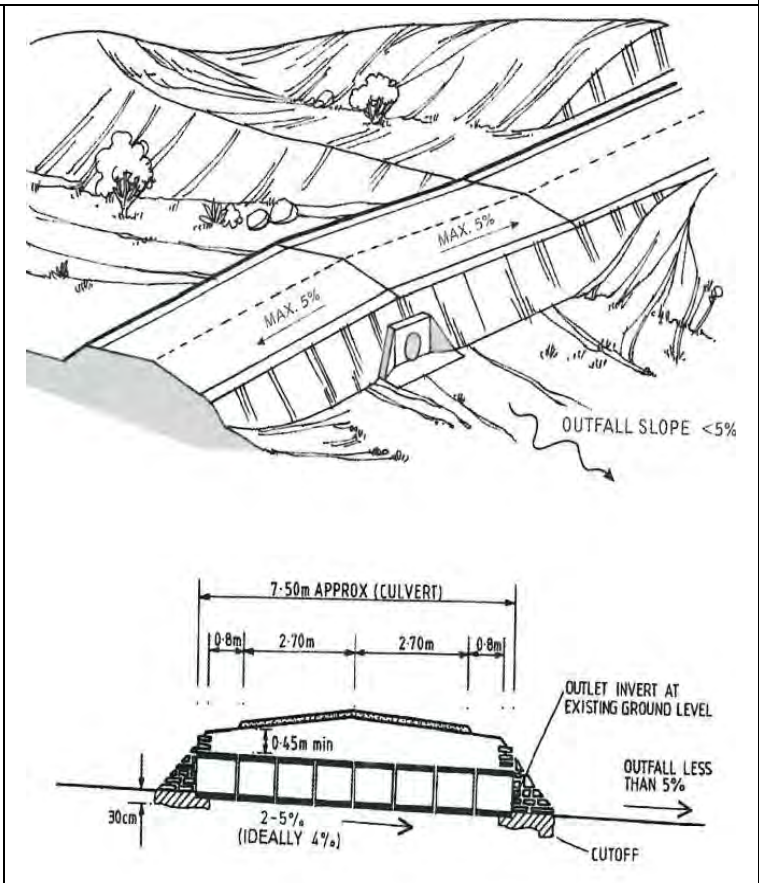 MAX. 5%
MAX. 5%
OUTFALL SLOPE <5%
7·50m APPROX (CULVERT)
0·8m 2·70m 2·70m 0·8m
OUTLET INVERT AT
EXISTING GROUND LEVEL
0·45m min
OUTFALL LESS
THAN 5%
30cm
2-5%
(IDEALLY 4%)
CUTOFF